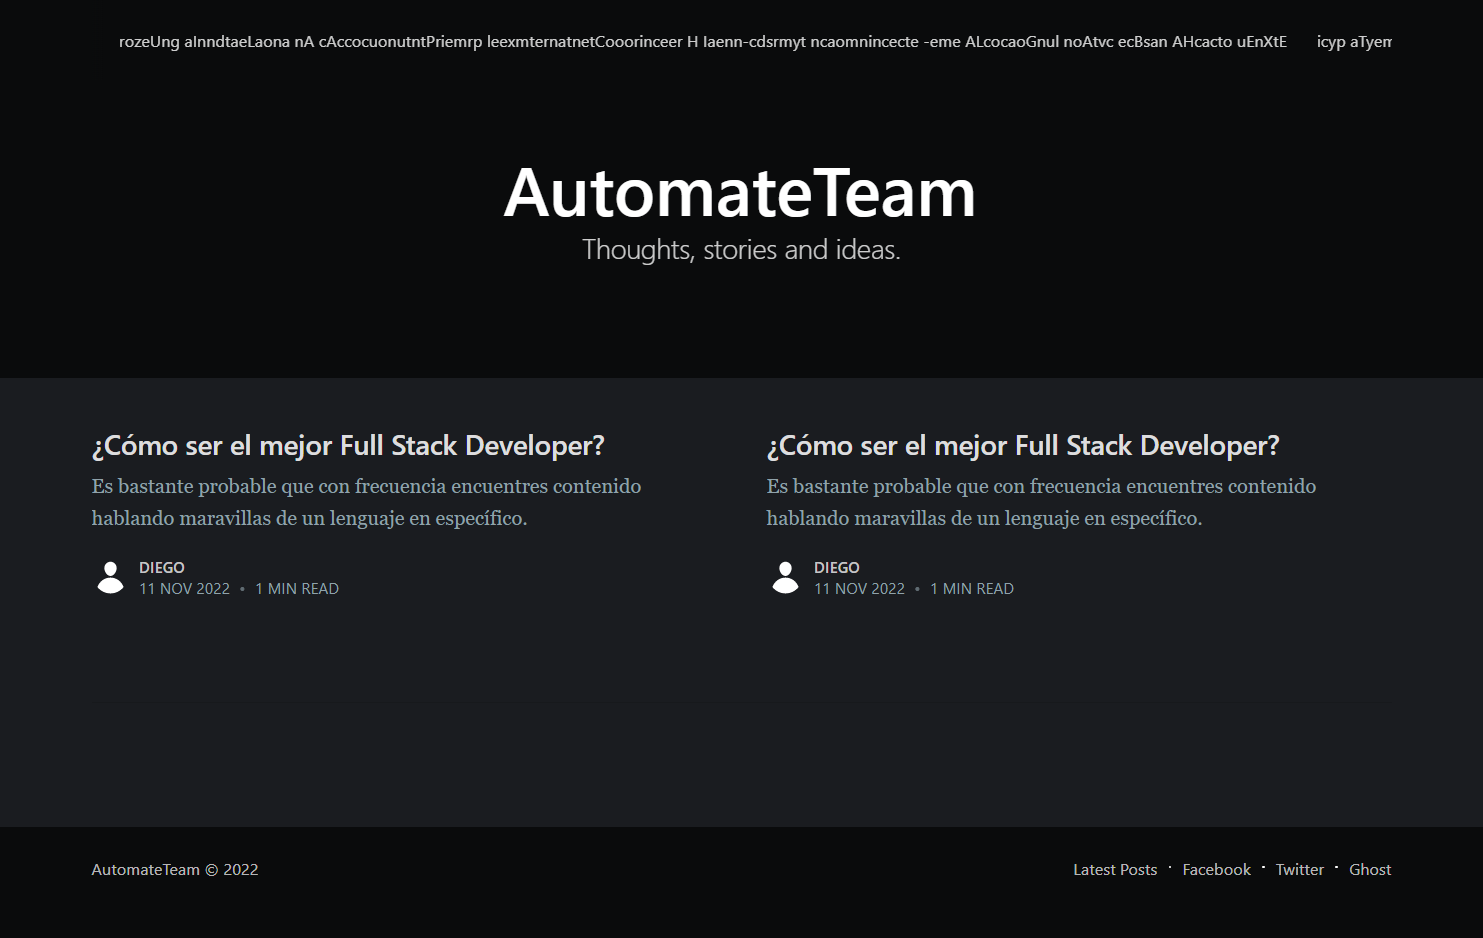 rozeUng aInndtaeLaona nA cAccocuonutntPriemrp leexmternatnetCooorinceer H Iaenn-cdsrmyt ncaomnincecte -eme ALcocaoGnul noAtvc ecBsan AHcacto uEnXtE icyp aTyem
AutomateTeam
Thoughts, stories and ideas.
¿Cómo ser el mejor Full Stack Developer?
Es bastante probable que con frecuencia encuentres contenido
hablando maravillas de un lenguaje en específico.
DIEGO
11 NOV 2022 • 1 MIN READ
¿Cómo ser el mejor Full Stack Developer?
Es bastante probable que con frecuencia encuentres contenido
hablando maravillas de un lenguaje en específico.
DIEGO
11 NOV 2022 • 1 MIN READ
AutomateTeam © 2022
Latest Posts · Facebook · Twitter · Ghost